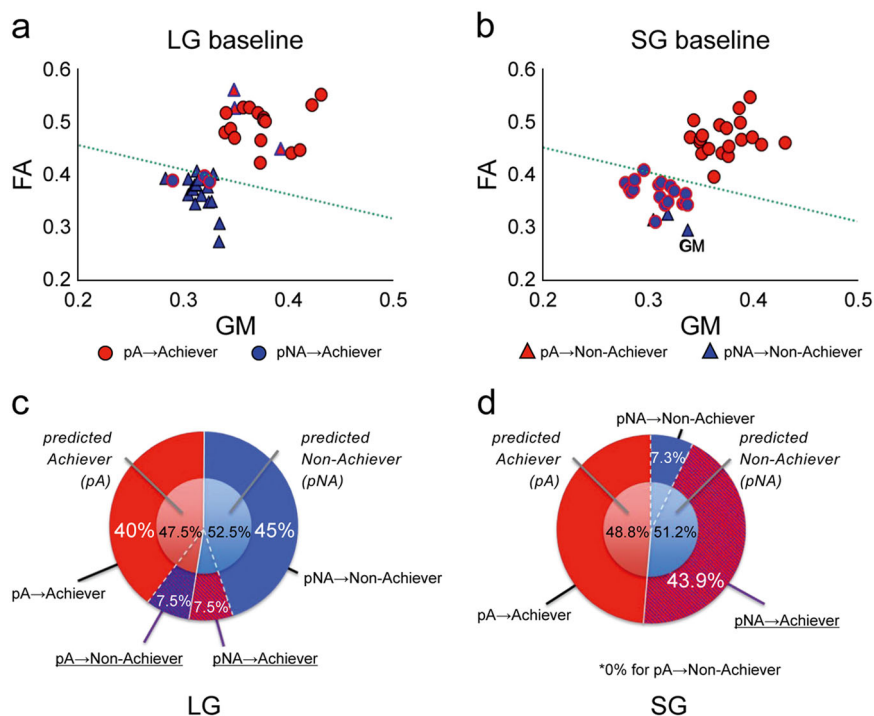 a
LG baseline
FA
0.6
0.5
0.4
0.3
0.2
0.2
0.3
0.4
0.5
GM
b
SG baseline
FA
0.6
0.5
0.4
0.3
0.2
GM
0.2
0.3
0.4
0.5
GM
pA→Achiever
pNA→Achiever
pA→Non-Achiever
pNA→Non-Achiever
c
predicted
Achiever
(pA)
predicted
Non-Achiever
(pNA)
40%
47.5%
52.5%
45%
7.5%
7.5%
pA→Achiever
pNA→Non-Achiever
pA→Non-Achiever
pNA→Achiever
LG
d
pNA→Non-Achiever
predicted
Achiever
(pA)
predicted
Non-Achiever
(pNA)
7.3%
48.8%
51.2%
43.9%
pA→Achiever
pNA→Achiever
*0% for pA→Non-Achiever
SG